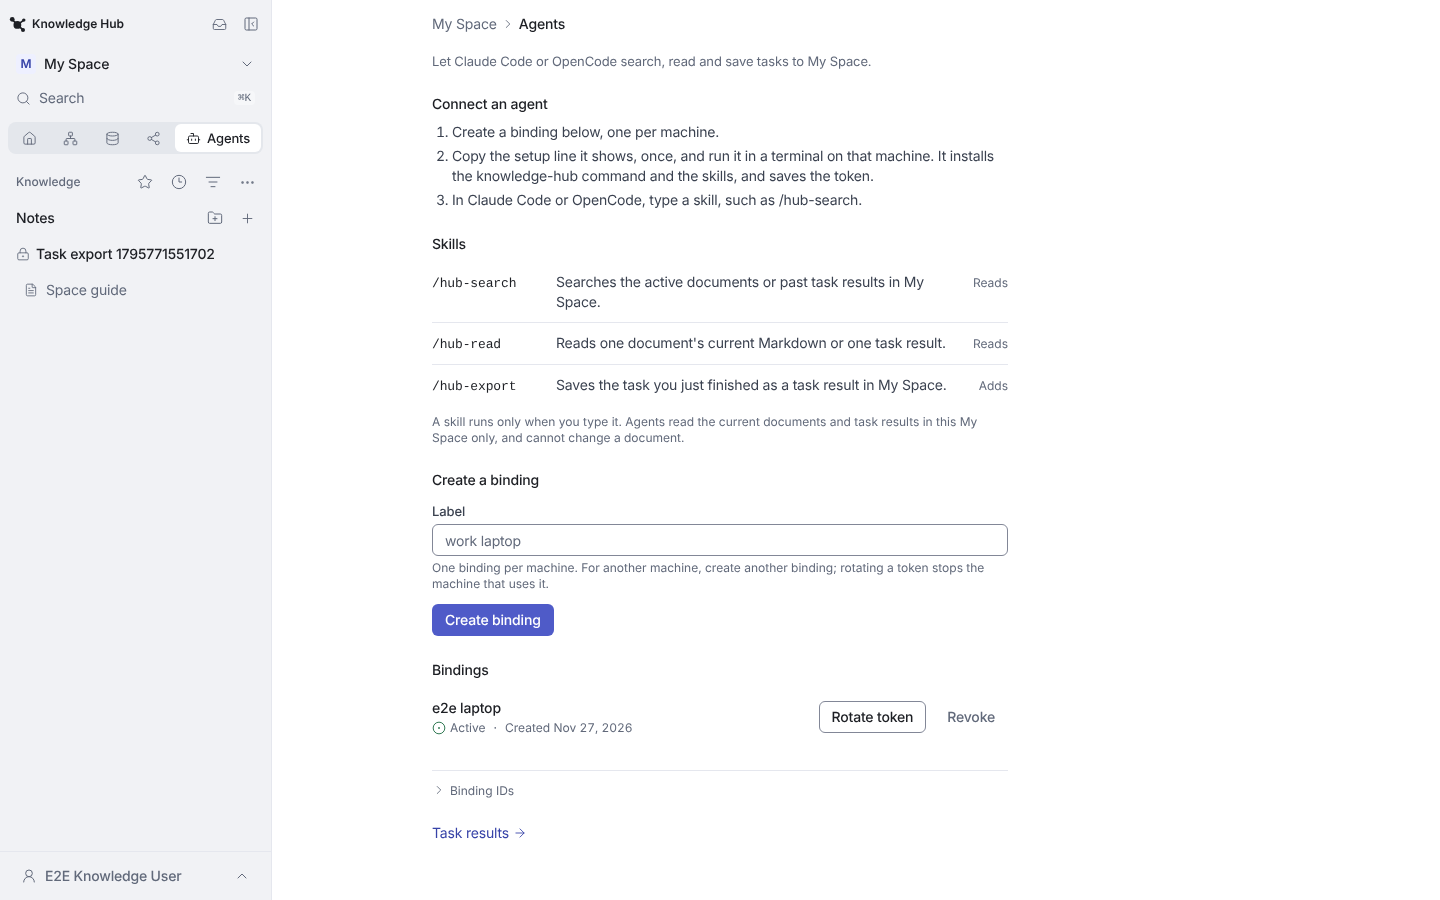 Knowledge Hub
M My Space
Search ⌘K
Agents
Knowledge
Notes
Task export 1795771551702
Space guide
E2E Knowledge User
My Space > Agents
Let Claude Code or OpenCode search, read and save tasks to My Space.
Connect an agent
1. Create a binding below, one per machine.
2. Copy the setup line it shows, once, and run it in a terminal on that machine. It installs
the knowledge-hub command and the skills, and saves the token.
3. In Claude Code or OpenCode, type a skill, such as /hub-search.
Skills
/hub-search Searches the active documents or past task results in My Reads
Space.
/hub-read Reads one document's current Markdown or one task result. Reads
/hub-export Saves the task you just finished as a task result in My Space. Adds
A skill runs only when you type it. Agents read the current documents and task results in this My
Space only, and cannot change a document.
Create a binding
Label
work laptop
One binding per machine. For another machine, create another binding; rotating a token stops the
machine that uses it.
Create binding
Bindings
e2e laptop
Active · Created Nov 27, 2026
Rotate token Revoke
Binding IDs
Task results →